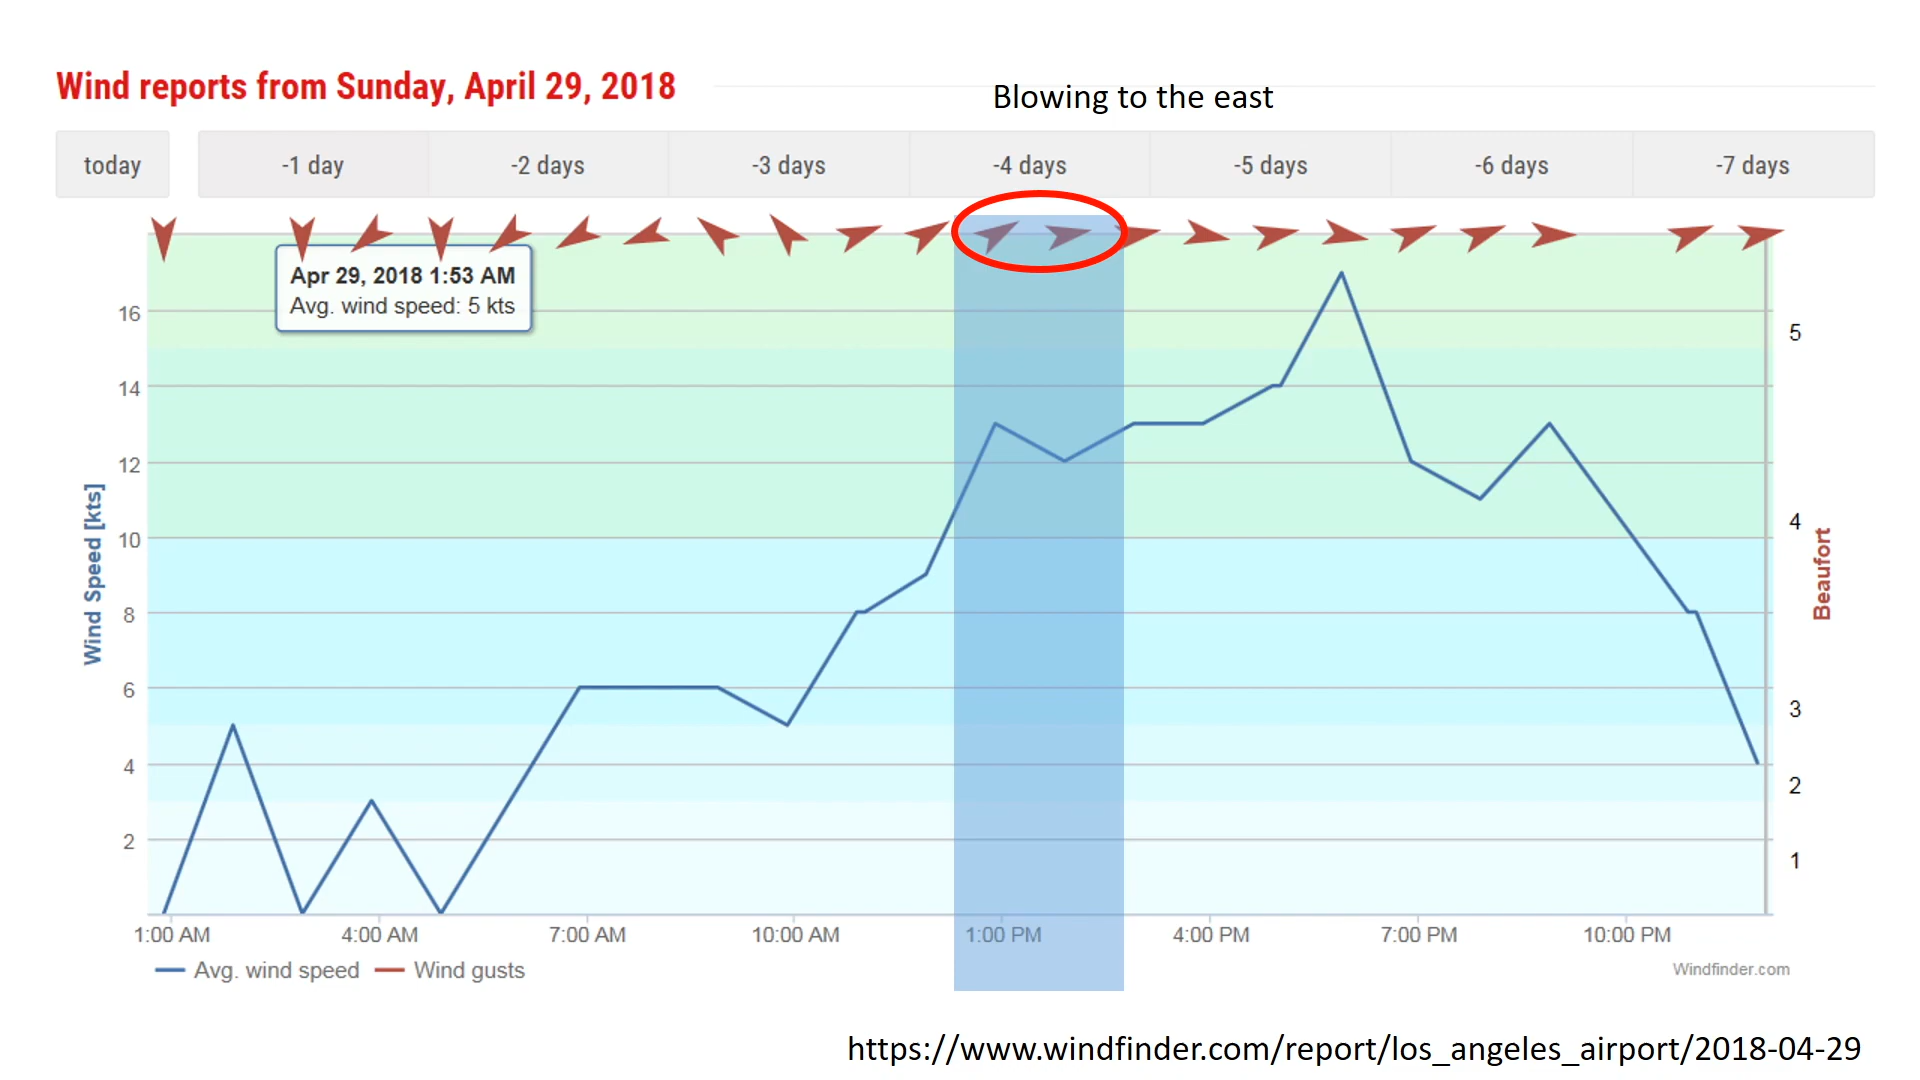 Wind reports from Sunday, April 29, 2018
Blowing to the east
today
-1 day
-2 days
-3 days
-4 days
-5 days
-6 days
-7 days
Apr 29, 2018 1:53 AM
Avg. wind speed: 5 kts
16
14
12
10
8
6
4
2
Wind Speed [kts]
5
4
3
2
1
Beaufort
1:00 AM
4:00 AM
7:00 AM
10:00 AM
1:00 PM
4:00 PM
7:00 PM
10:00 PM
Avg. wind speed
Wind gusts
Windfinder.com
https://www.windfinder.com/report/los_angeles_airport/2018-04-29